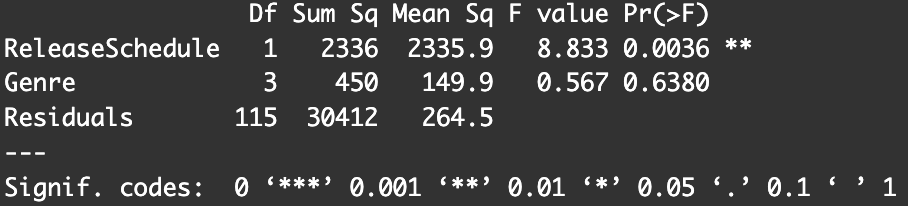 Df Sum Sq Mean Sq F value Pr(>F)
ReleaseSchedule   1   2336  2335.9   8.833 0.0036 **
Genre             3    450   149.9   0.567 0.6380
Residuals       115  30412   264.5
---
Signif. codes:  0 ‘***’ 0.001 ‘**’ 0.01 ‘*’ 0.05 ‘.’ 0.1 ‘ ’ 1